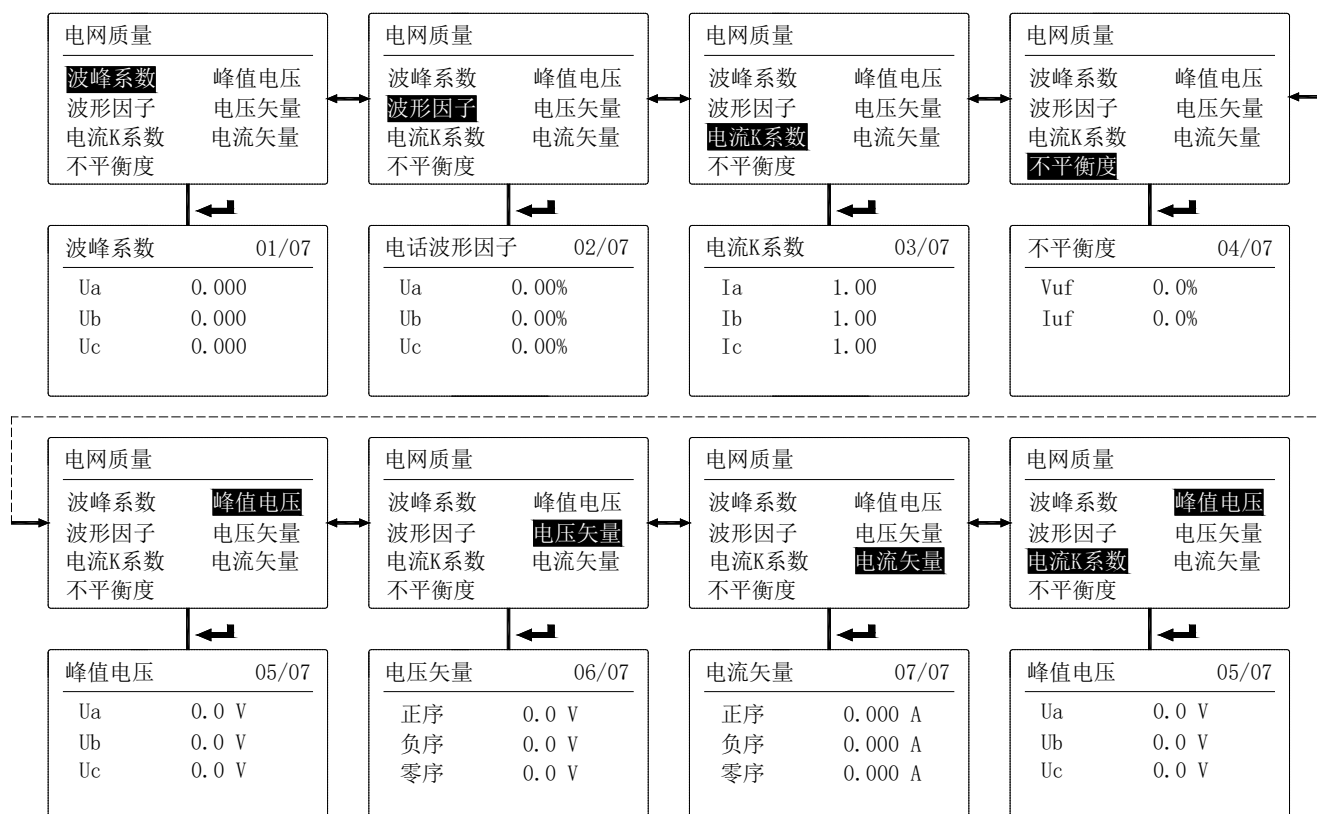 电网质量
波峰系数 峰值电压
波形因子 电压矢量
电流K系数 电流矢量
不平衡度
波峰系数 01/07
Ua 0.000
Ub 0.000
Uc 0.000
电网质量
波峰系数 峰值电压
波形因子 电压矢量
电流K系数 电流矢量
不平衡度
电话波形因子 02/07
Ua 0.00%
Ub 0.00%
Uc 0.00%
电网质量
波峰系数 峰值电压
波形因子 电压矢量
电流K系数 电流矢量
不平衡度
电流K系数 03/07
Ia 1.00
Ib 1.00
Ic 1.00
电网质量
波峰系数 峰值电压
波形因子 电压矢量
电流K系数 电流矢量
不平衡度
不平衡度 04/07
Vuf 0.0%
Iuf 0.0%
电网质量
波峰系数 峰值电压
波形因子 电压矢量
电流K系数 电流矢量
不平衡度
峰值电压 05/07
Ua 0.0 V
Ub 0.0 V
Uc 0.0 V
电网质量
波峰系数 峰值电压
波形因子 电压矢量
电流K系数 电流矢量
不平衡度
电压矢量 06/07
正序 0.0 V
负序 0.0 V
零序 0.0 V
电网质量
波峰系数 峰值电压
波形因子 电压矢量
电流K系数 电流矢量
不平衡度
电流矢量 07/07
正序 0.000 A
负序 0.000 A
零序 0.000 A
电网质量
波峰系数 峰值电压
波形因子 电压矢量
电流K系数 电流矢量
不平衡度
峰值电压 05/07
Ua 0.0 V
Ub 0.0 V
Uc 0.0 V